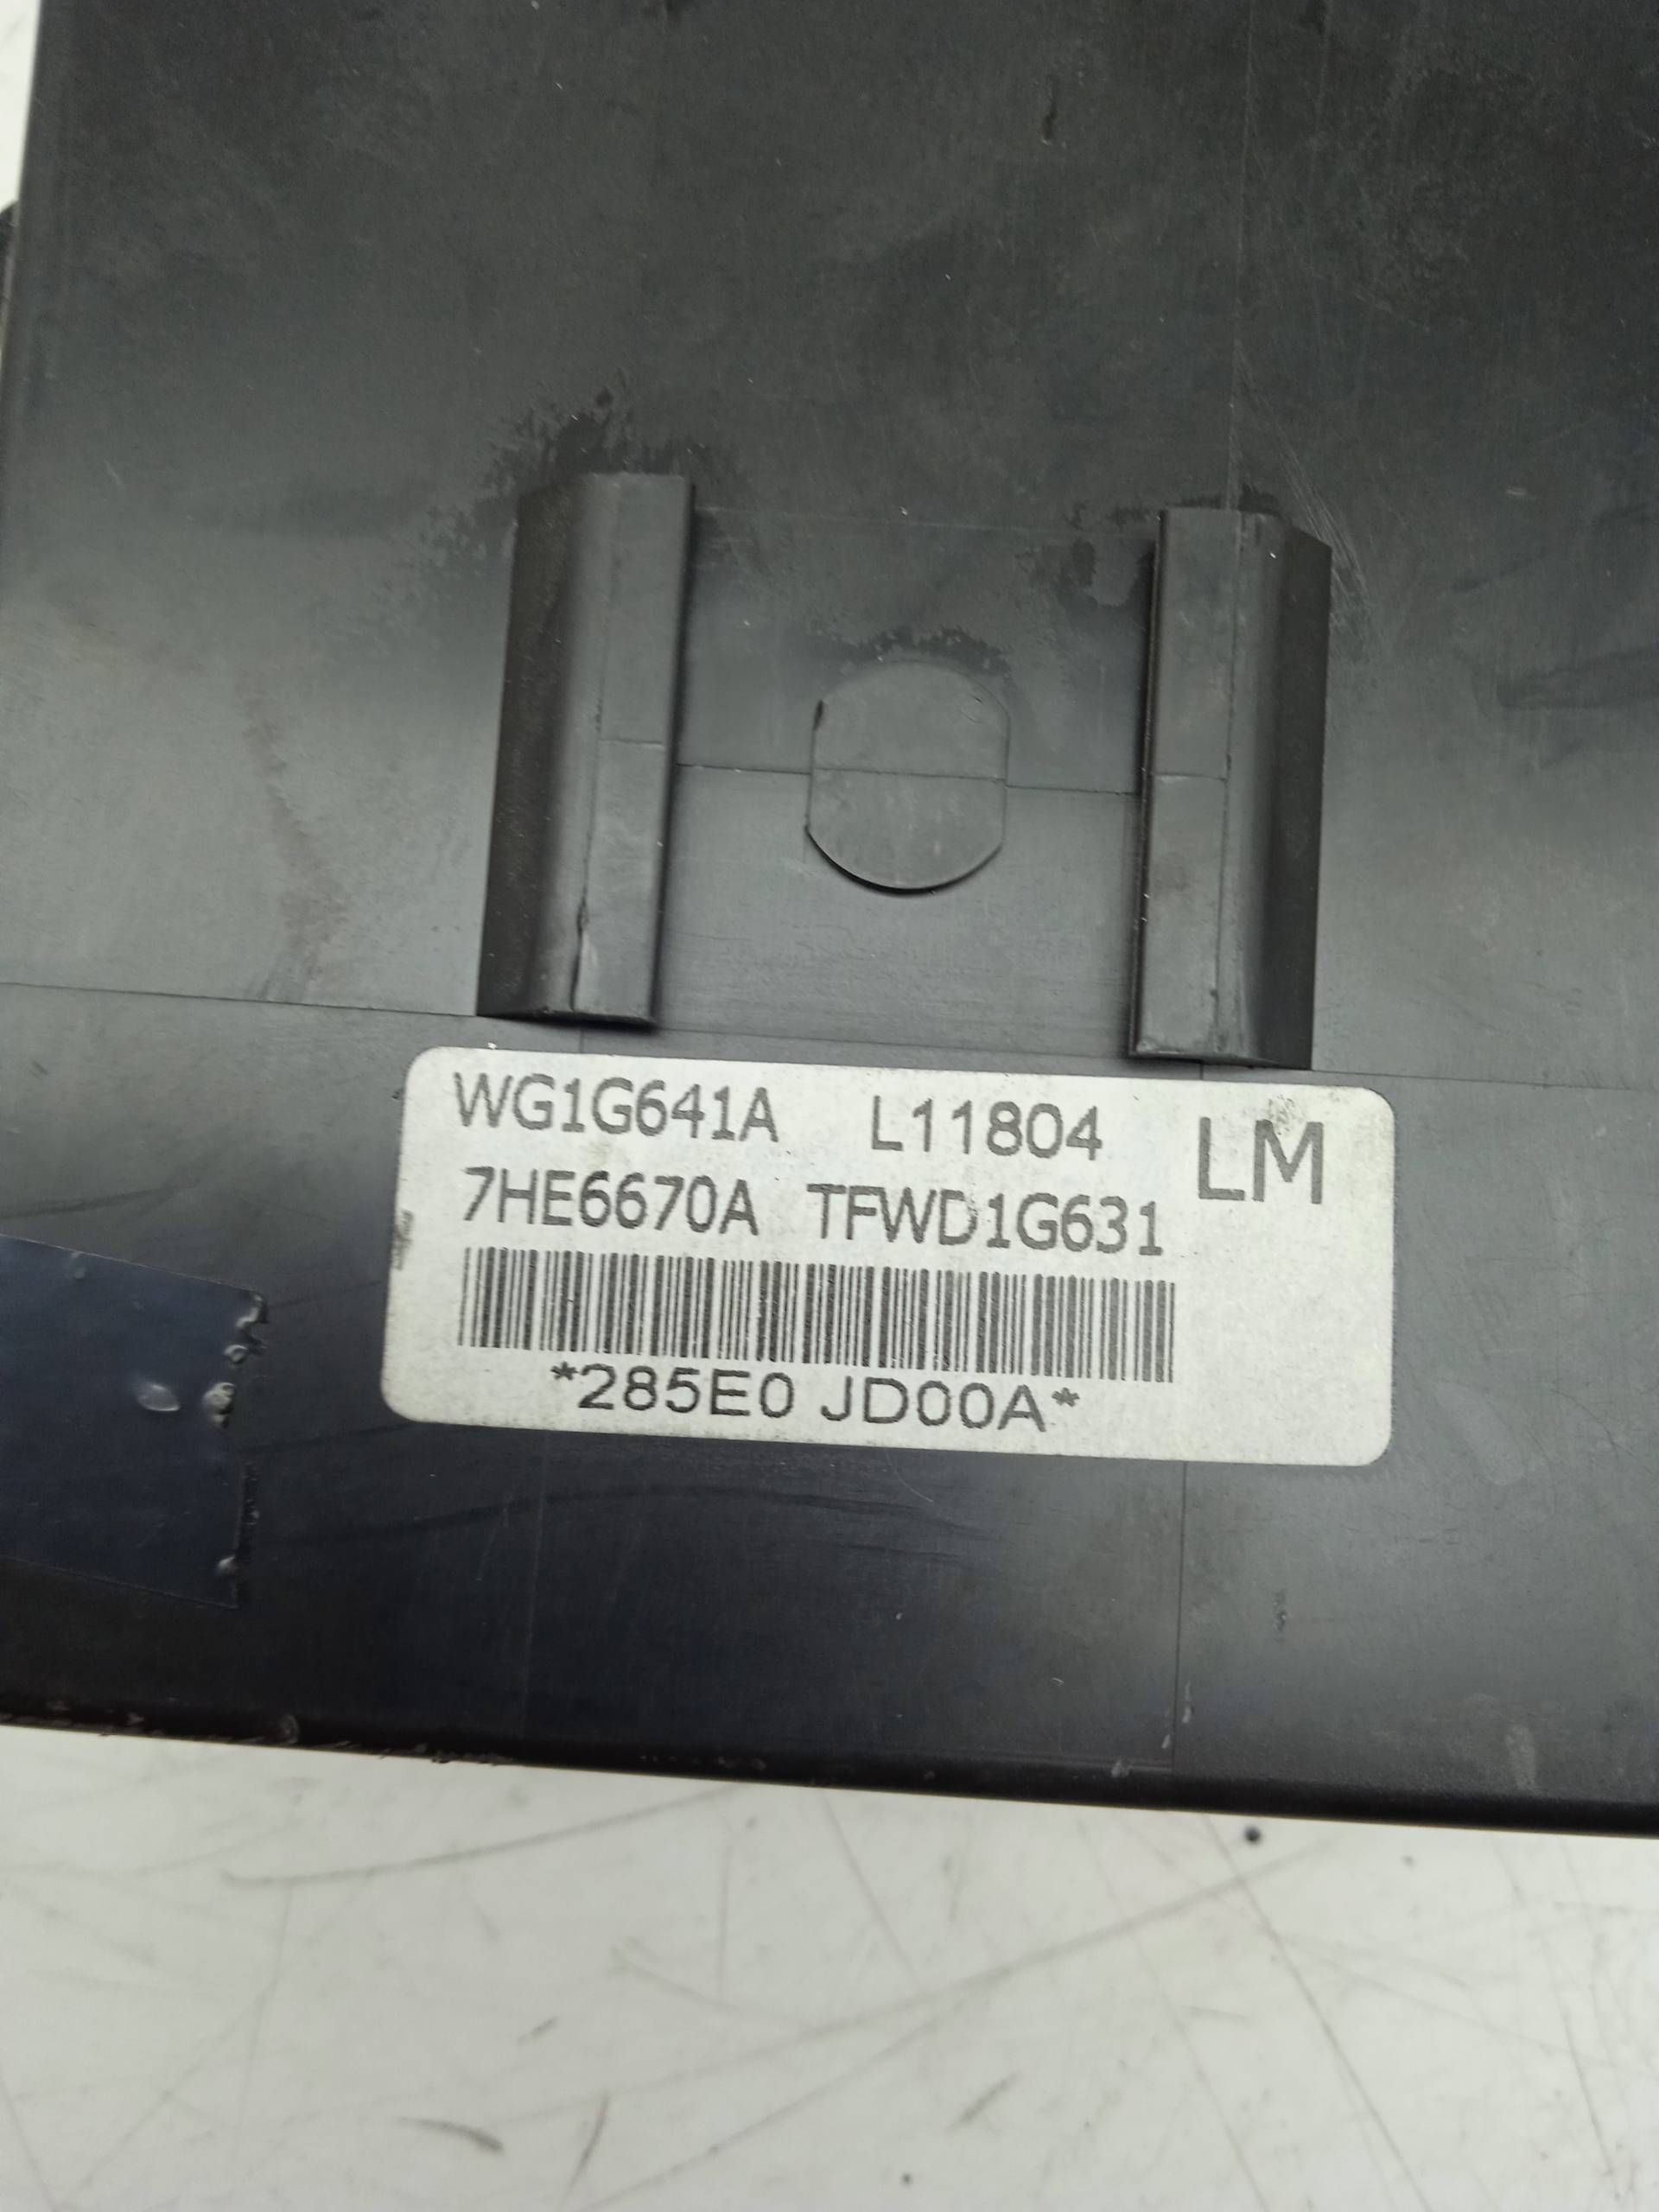 WG1G641A L11804 LM
7HE6670A TFWD1G631
*285E0 JD00A*